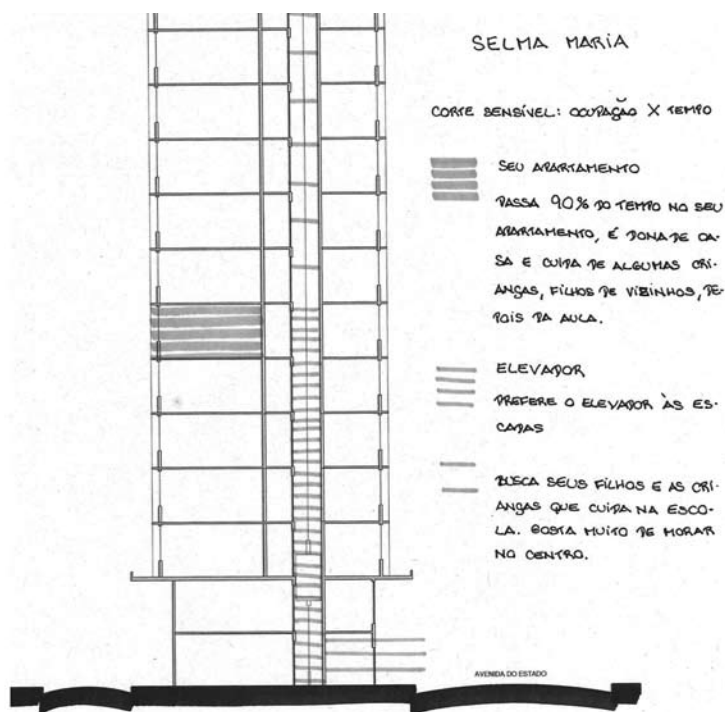 SELMA MARIA
CORTE SENSÍVEL: OCUPAÇÃO X TEMPO
SEU APARTAMENTO
PASSA 90% DO TEMPO NO SEU
APARTAMENTO, É DONA DE CA-
SA E CUIDA DE ALGUMAS CRI-
ANÇAS, FILHOS DE VIZINHOS, DE-
POIS DA AULA.
ELEVADOR
PREFERE O ELEVADOR ÀS ES-
CADAS
BUSCA SEUS FILHOS E AS CRI-
ANÇAS QUE CUIDA NA ESCO-
LA. GOSTA MUITO DE MORAR
NO CENTRO.
AVENIDA DO ESTADO